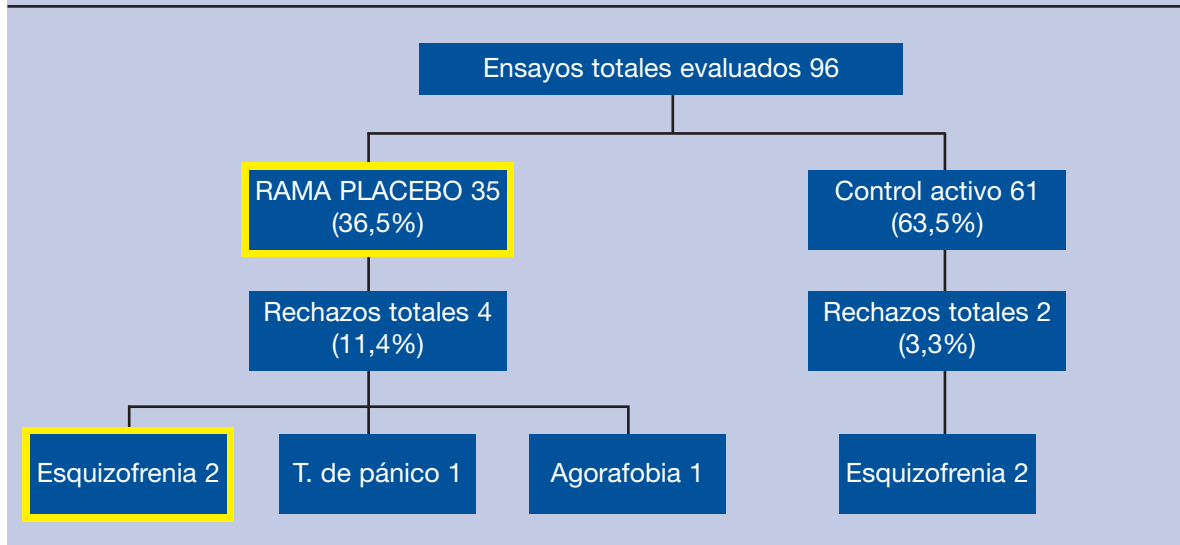 Ensayos totales evaluados 96
RAMA PLACEBO 35
(36,5%)
Control activo 61
(63,5%)
Rechazos totales 4
(11,4%)
Rechazos totales 2
(3,3%)
Esquizofrenia 2
T. de pánico 1
Agorafobia 1
Esquizofrenia 2